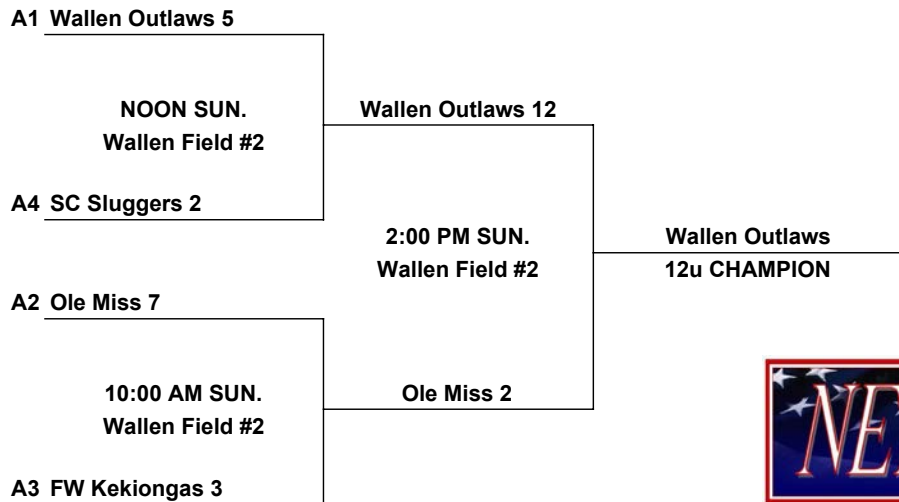 A1 Wallen Outlaws 5
NOON SUN.
Wallen Field #2
Wallen Outlaws 12
A4 SC Sluggers 2
2:00 PM SUN.
Wallen Field #2
Wallen Outlaws
12u CHAMPION
A2 Ole Miss 7
10:00 AM SUN.
Wallen Field #2
Ole Miss 2
A3 FW Kekiongas 3